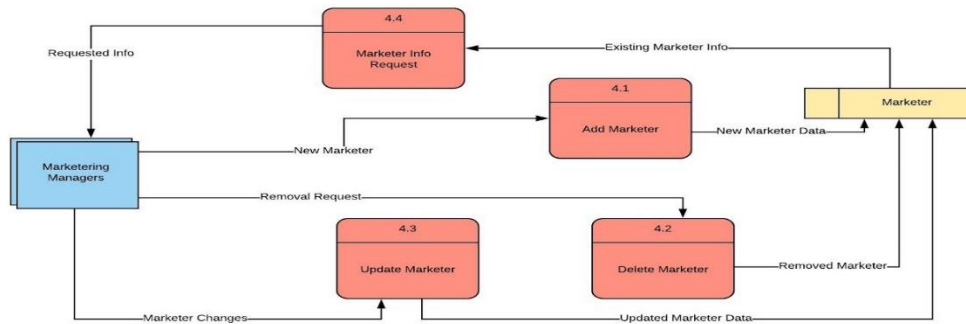 4.4
Marketer Info
Request
Requested Info
Existing Marketer Info
4.1
Add Marketer
Marketer
New Marketer
New Marketer Data
Marketering
Managers
Removal Request
4.3
Update Marketer
4.2
Delete Marketer
Removed Marketer
Marketer Changes
Updated Marketer Data